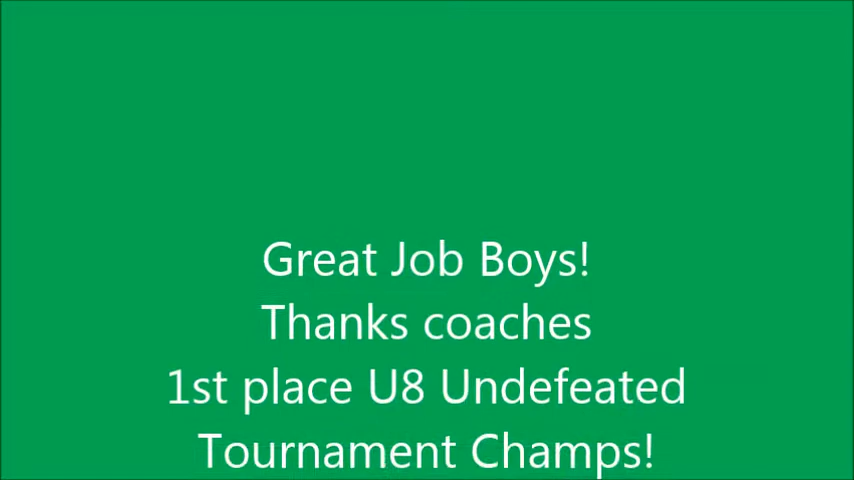 Great Job Boys!
Thanks coaches
1st place U8 Undefeated
Tournament Champs!